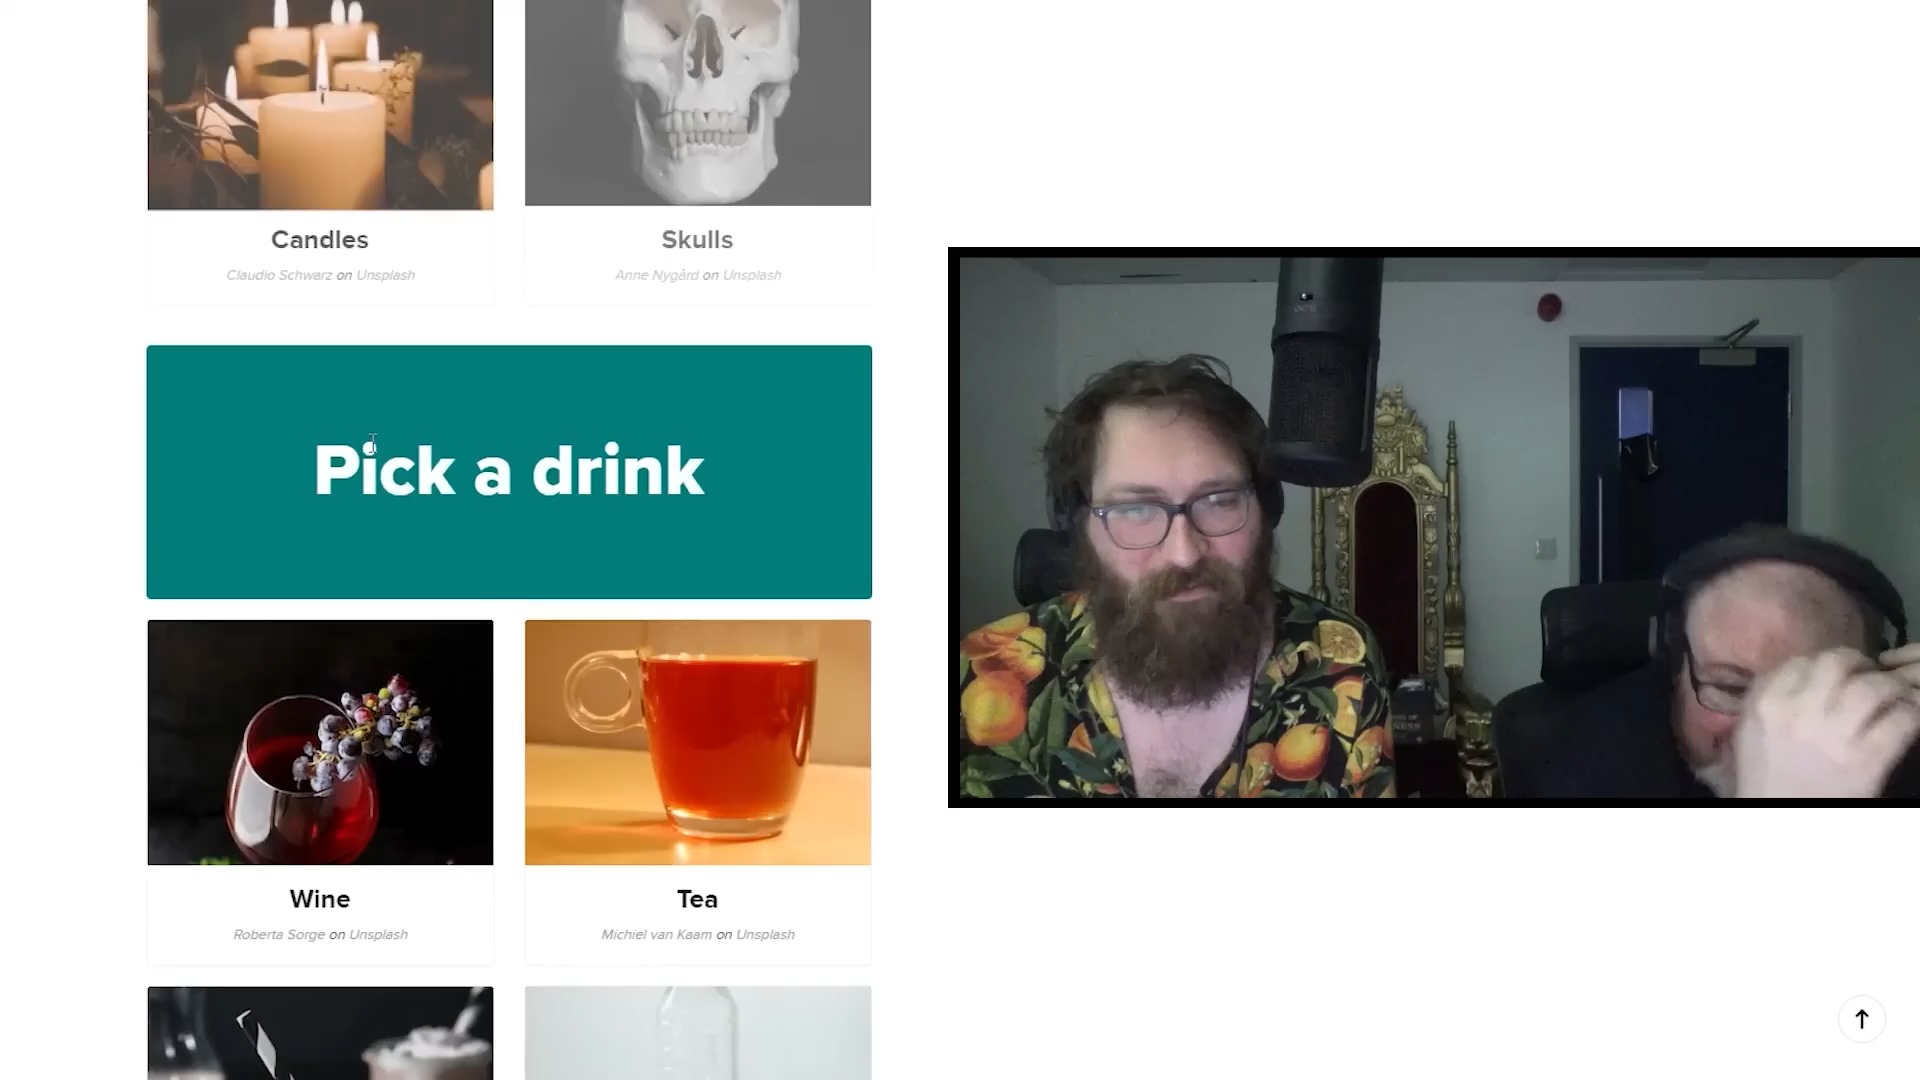 Candles
Claudio Schwarz on Unsplash
Skulls
Anne Nygård on Unsplash
Pick a drink
Wine
Roberta Sorge on Unsplash
Tea
Michiel van Kaam on Unsplash